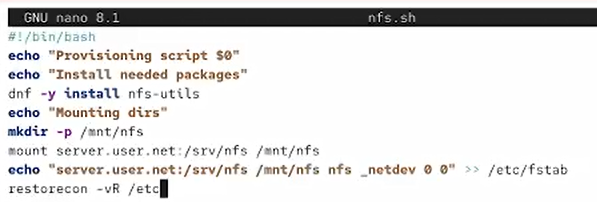 GNU nano 8.1 nfs.sh
#!/bin/bash
echo "Provisioning script $0"
echo "Install needed packages"
dnf -y install nfs-utils
echo "Mounting dirs"
mkdir -p /mnt/nfs
mount server.user.net:/srv/nfs /mnt/nfs
echo "server.user.net:/srv/nfs /mnt/nfs nfs _netdev 0 0" >> /etc/fstab
restorecon -vR /etc